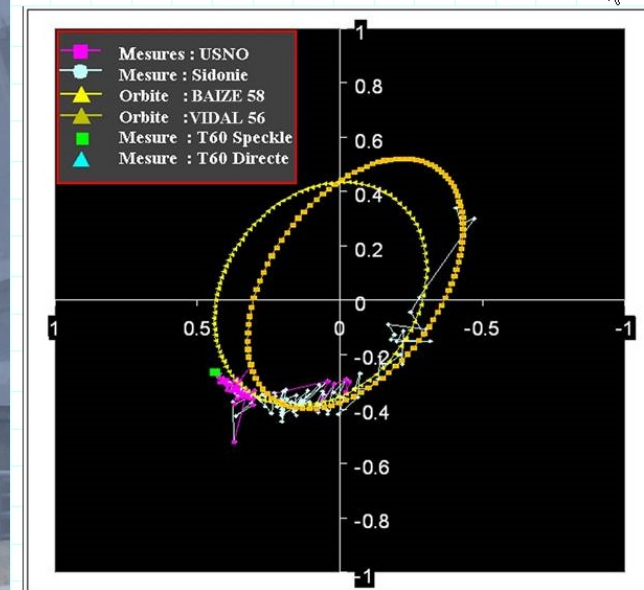 Mesures : USNO
Mesure : Sidonie
Orbite : BAIZE 58
Orbite : VIDAL 56
Mesure : T60 Speckle
Mesure : T60 Directe
1
0.8
0.6
0.4
0.2
1 0.5 0 0 -0.5 -1
-0.2
-0.4
-0.6
-0.8
-1